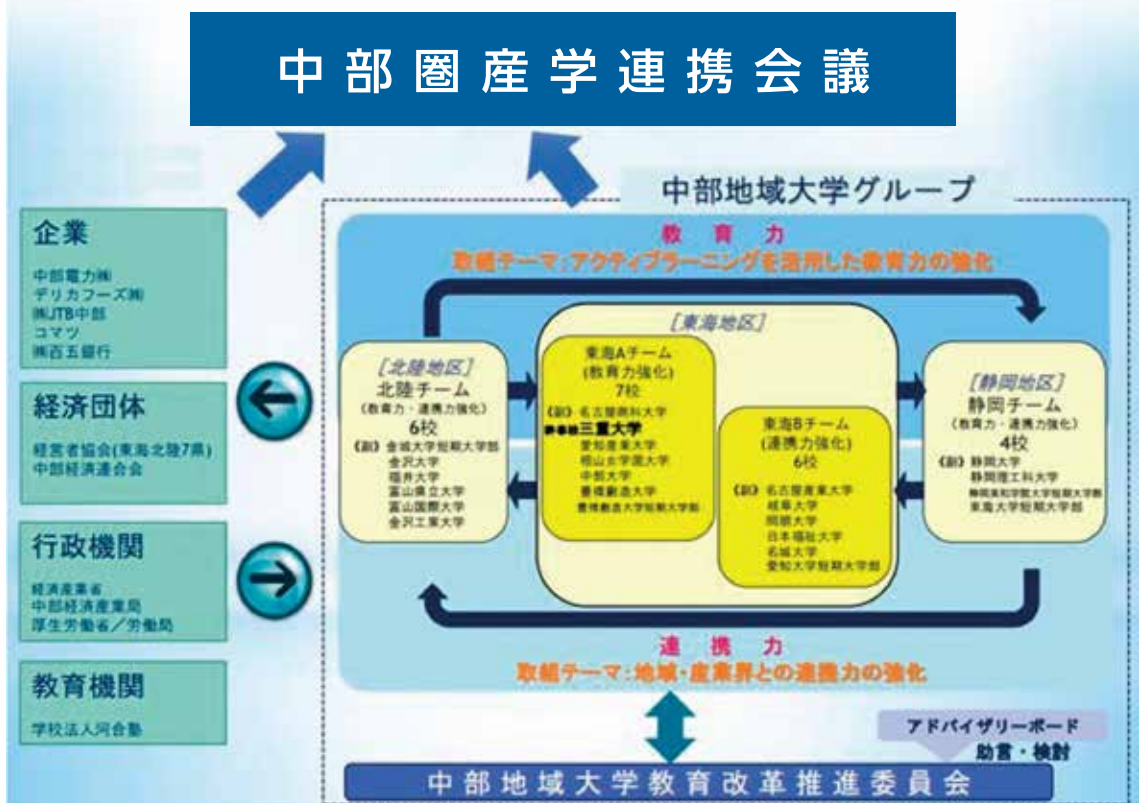 中部圏産学連携会議
中部地域大学グループ
教育力
取組テーマ：アクティブラーニングを活用した教育力の強化
企業
中部電力㈱
デリカフーズ㈱
㈱JTB中部
コマツ
㈱百五銀行
経済団体
経営者協会(東海北陸7県)
中部経済連合会
行政機関
経済産業省
中部経済産業局
厚生労働省／労働局
教育機関
学校法人河合塾
[北陸地区]
北陸チーム
(教育力・連携力強化)
6校
《副》金城大学短期大学部
金沢大学
福井大学
富山県立大学
富山国際大学
金沢工業大学
[東海地区]
東海Aチーム
(教育力強化)
7校
《副》名古屋商科大学
三重大学
愛知産業大学
椙山女学園大学
中部大学
豊橋創造大学
豊橋創造大学短期大学部
東海Bチーム
(連携力強化)
6校
《副》名古屋産業大学
岐阜大学
同朋大学
日本福祉大学
名城大学
愛知大学短期大学部
[静岡地区]
静岡チーム
(教育力・連携力強化)
4校
《副》静岡大学
静岡理工科大学
静岡英和学院大学短期大学部
東海大学短期大学部
連携力
取組テーマ：地域・産業界との連携力の強化
アドバイザリーボード
助言・検討
中部地域大学教育改革推進委員会